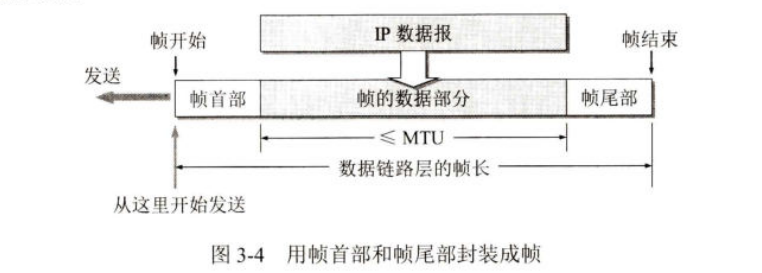 IP 数据报
帧开始
帧结束
发送
帧首部
帧的数据部分
帧尾部
≤ MTU
数据链路层的帧长
从这里开始发送
图 3-4 用帧首部和帧尾部封装成帧